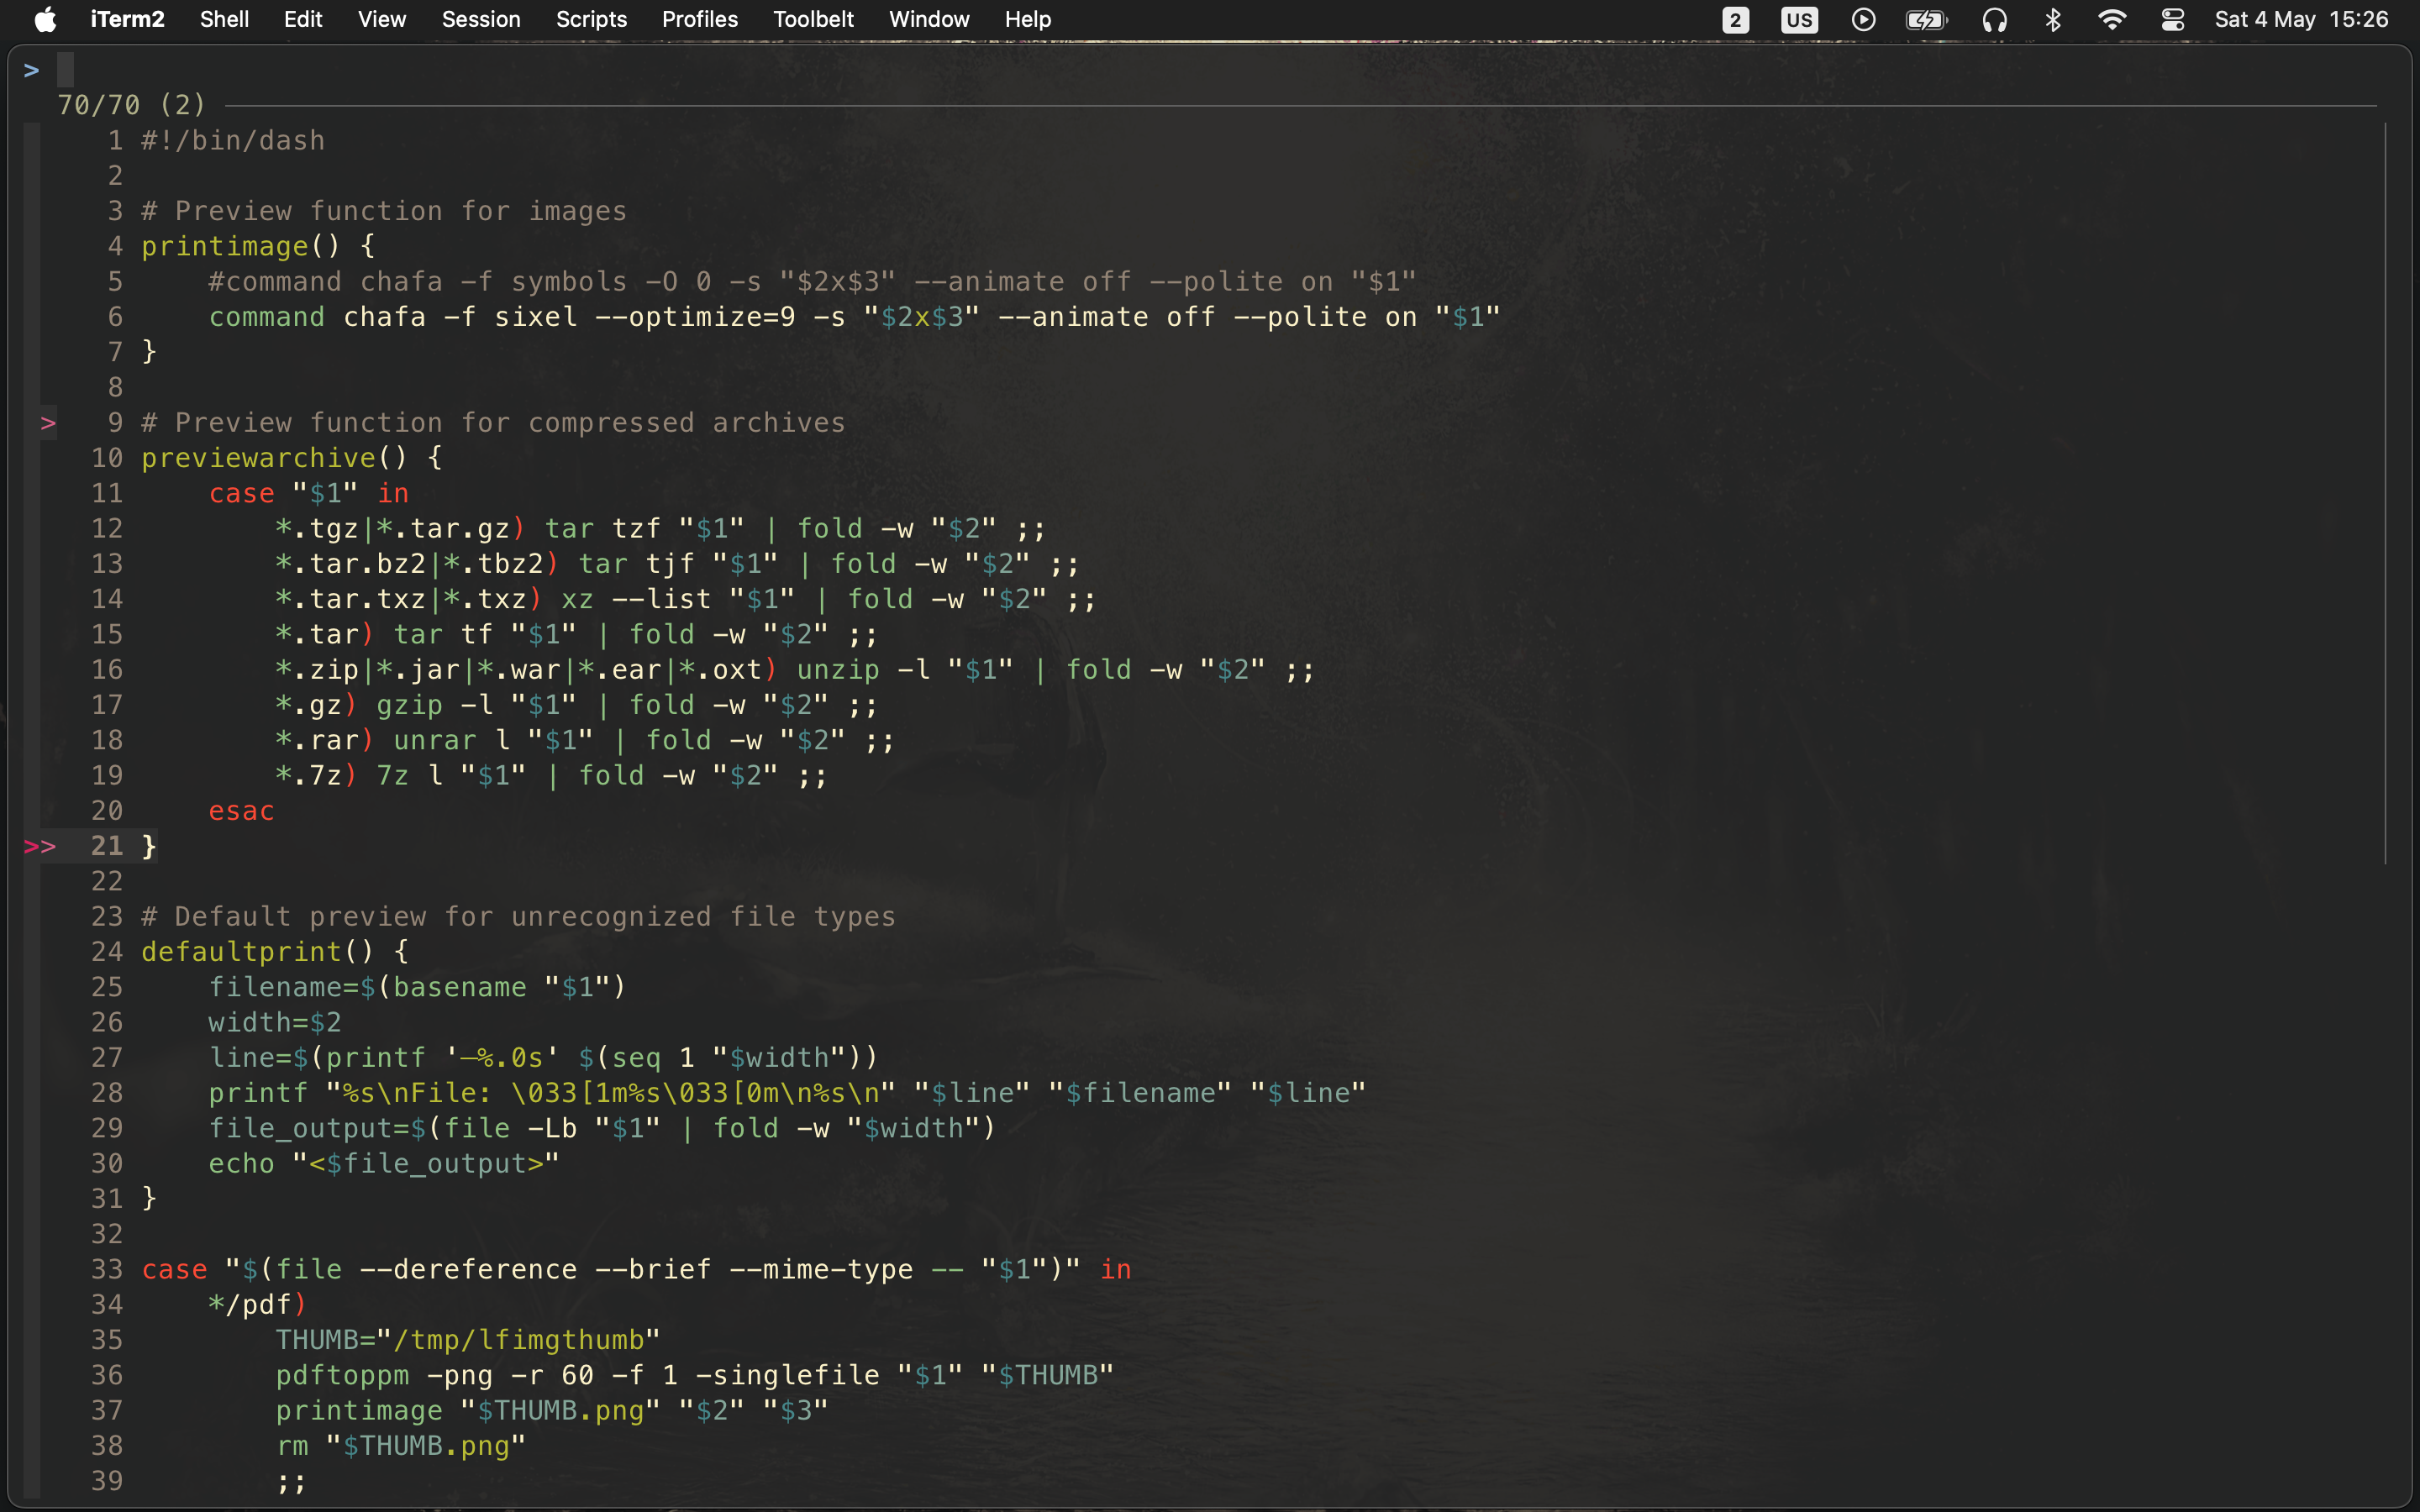 iTerm2 Shell Edit View Session Scripts Profiles Toolbelt Window Help 2 US Sat 4 May 15:26
>
70/70 (2)
1 #!/bin/dash
2
3 # Preview function for images
4 printimage() {
5     #command chafa -f symbols -O 0 -s "$2x$3" --animate off --polite on "$1"
6     command chafa -f sixel --optimize=9 -s "$2x$3" --animate off --polite on "$1"
7 }
8
> 9 # Preview function for compressed archives
10 previewarchive() {
11     case "$1" in
12         *.tgz|*.tar.gz) tar tzf "$1" | fold -w "$2" ;;
13         *.tar.bz2|*.tbz2) tar tjf "$1" | fold -w "$2" ;;
14         *.tar.txz|*.txz) xz --list "$1" | fold -w "$2" ;;
15         *.tar) tar tf "$1" | fold -w "$2" ;;
16         *.zip|*.jar|*.war|*.ear|*.oxt) unzip -l "$1" | fold -w "$2" ;;
17         *.gz) gzip -l "$1" | fold -w "$2" ;;
18         *.rar) unrar l "$1" | fold -w "$2" ;;
19         *.7z) 7z l "$1" | fold -w "$2" ;;
20     esac
>> 21 }
22
23 # Default preview for unrecognized file types
24 defaultprint() {
25     filename=$(basename "$1")
26     width=$2
27     line=$(printf '—%.0s' $(seq 1 "$width"))
28     printf "%s\nFile: \033[1m%s\033[0m\n%s\n" "$line" "$filename" "$line"
29     file_output=$(file -Lb "$1" | fold -w "$width")
30     echo "<$file_output>"
31 }
32
33 case "$(file --dereference --brief --mime-type -- "$1")" in
34     */pdf)
35         THUMB="/tmp/lfimgthumb"
36         pdftoppm -png -r 60 -f 1 -singlefile "$1" "$THUMB"
37         printimage "$THUMB.png" "$2" "$3"
38         rm "$THUMB.png"
39         ;;